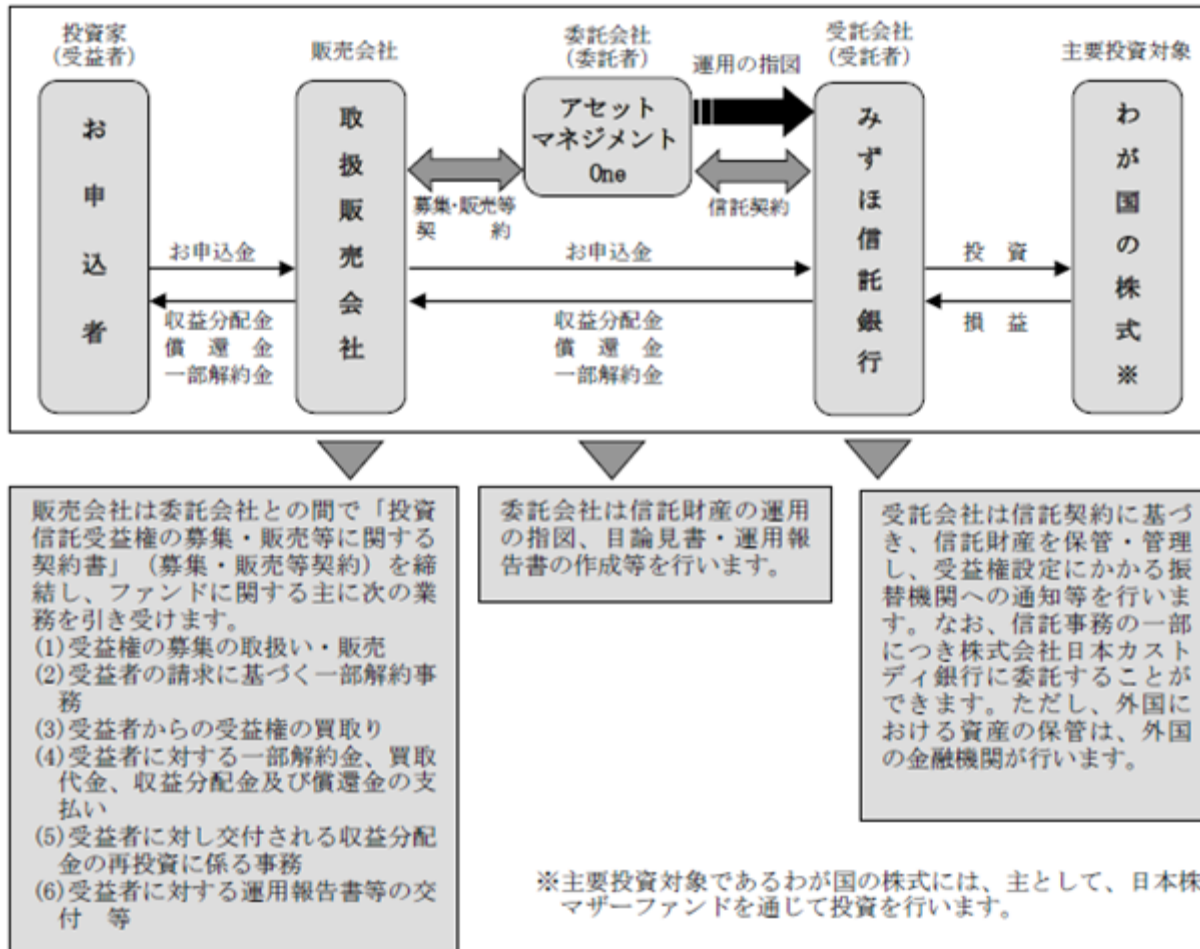 投資家
(受益者)
販売会社
委託会社
(委託者)
運用の指図
受託会社
(受託者)
主要投資対象
お申込者
取扱販売会社
アセット
マネジメント
One
みずほ信託銀行
わが国の株式※
募集・販売等
契　約
信託契約
お申込金
お申込金
投　資
収益分配金
償　還　金
一部解約金
収益分配金
償　還　金
一部解約金
損　益
販売会社は委託会社との間で「投資
信託受益権の募集・販売等に関する
契約書」（募集・販売等契約）を締
結し、ファンドに関する主に次の業
務を引き受けます。
(1)受益権の募集の取扱い・販売
(2)受益者の請求に基づく一部解約事
務
(3)受益者からの受益権の買取り
(4)受益者に対する一部解約金、買取
代金、収益分配金及び償還金の支
払い
(5)受益者に対し交付される収益分配
金の再投資に係る事務
(6)受益者に対する運用報告書等の交
付　等
委託会社は信託財産の運用
の指図、目論見書・運用報
告書の作成等を行います。
受託会社は信託契約に基づ
き、信託財産を保管・管理
し、受益権設定にかかる振
替機関への通知等を行いま
す。なお、信託事務の一部
につき株式会社日本カスト
ディ銀行に委託することが
できます。ただし、外国に
おける資産の保管は、外国
の金融機関が行います。
※主要投資対象であるわが国の株式には、主として、日本株
マザーファンドを通じて投資を行います。